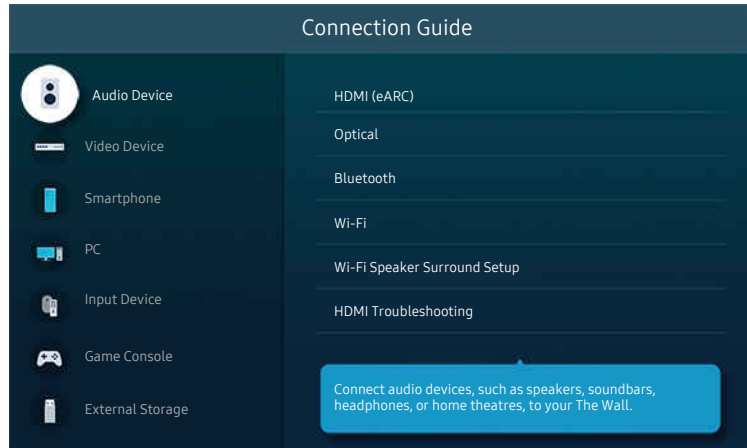 Connection Guide
Audio Device
Video Device
Smartphone
PC
Input Device
Game Console
External Storage
HDMI (eARC)
Optical
Bluetooth
Wi-Fi
Wi-Fi Speaker Surround Setup
HDMI Troubleshooting
Connect audio devices, such as speakers, soundbars,
headphones, or home theatres, to your The Wall.